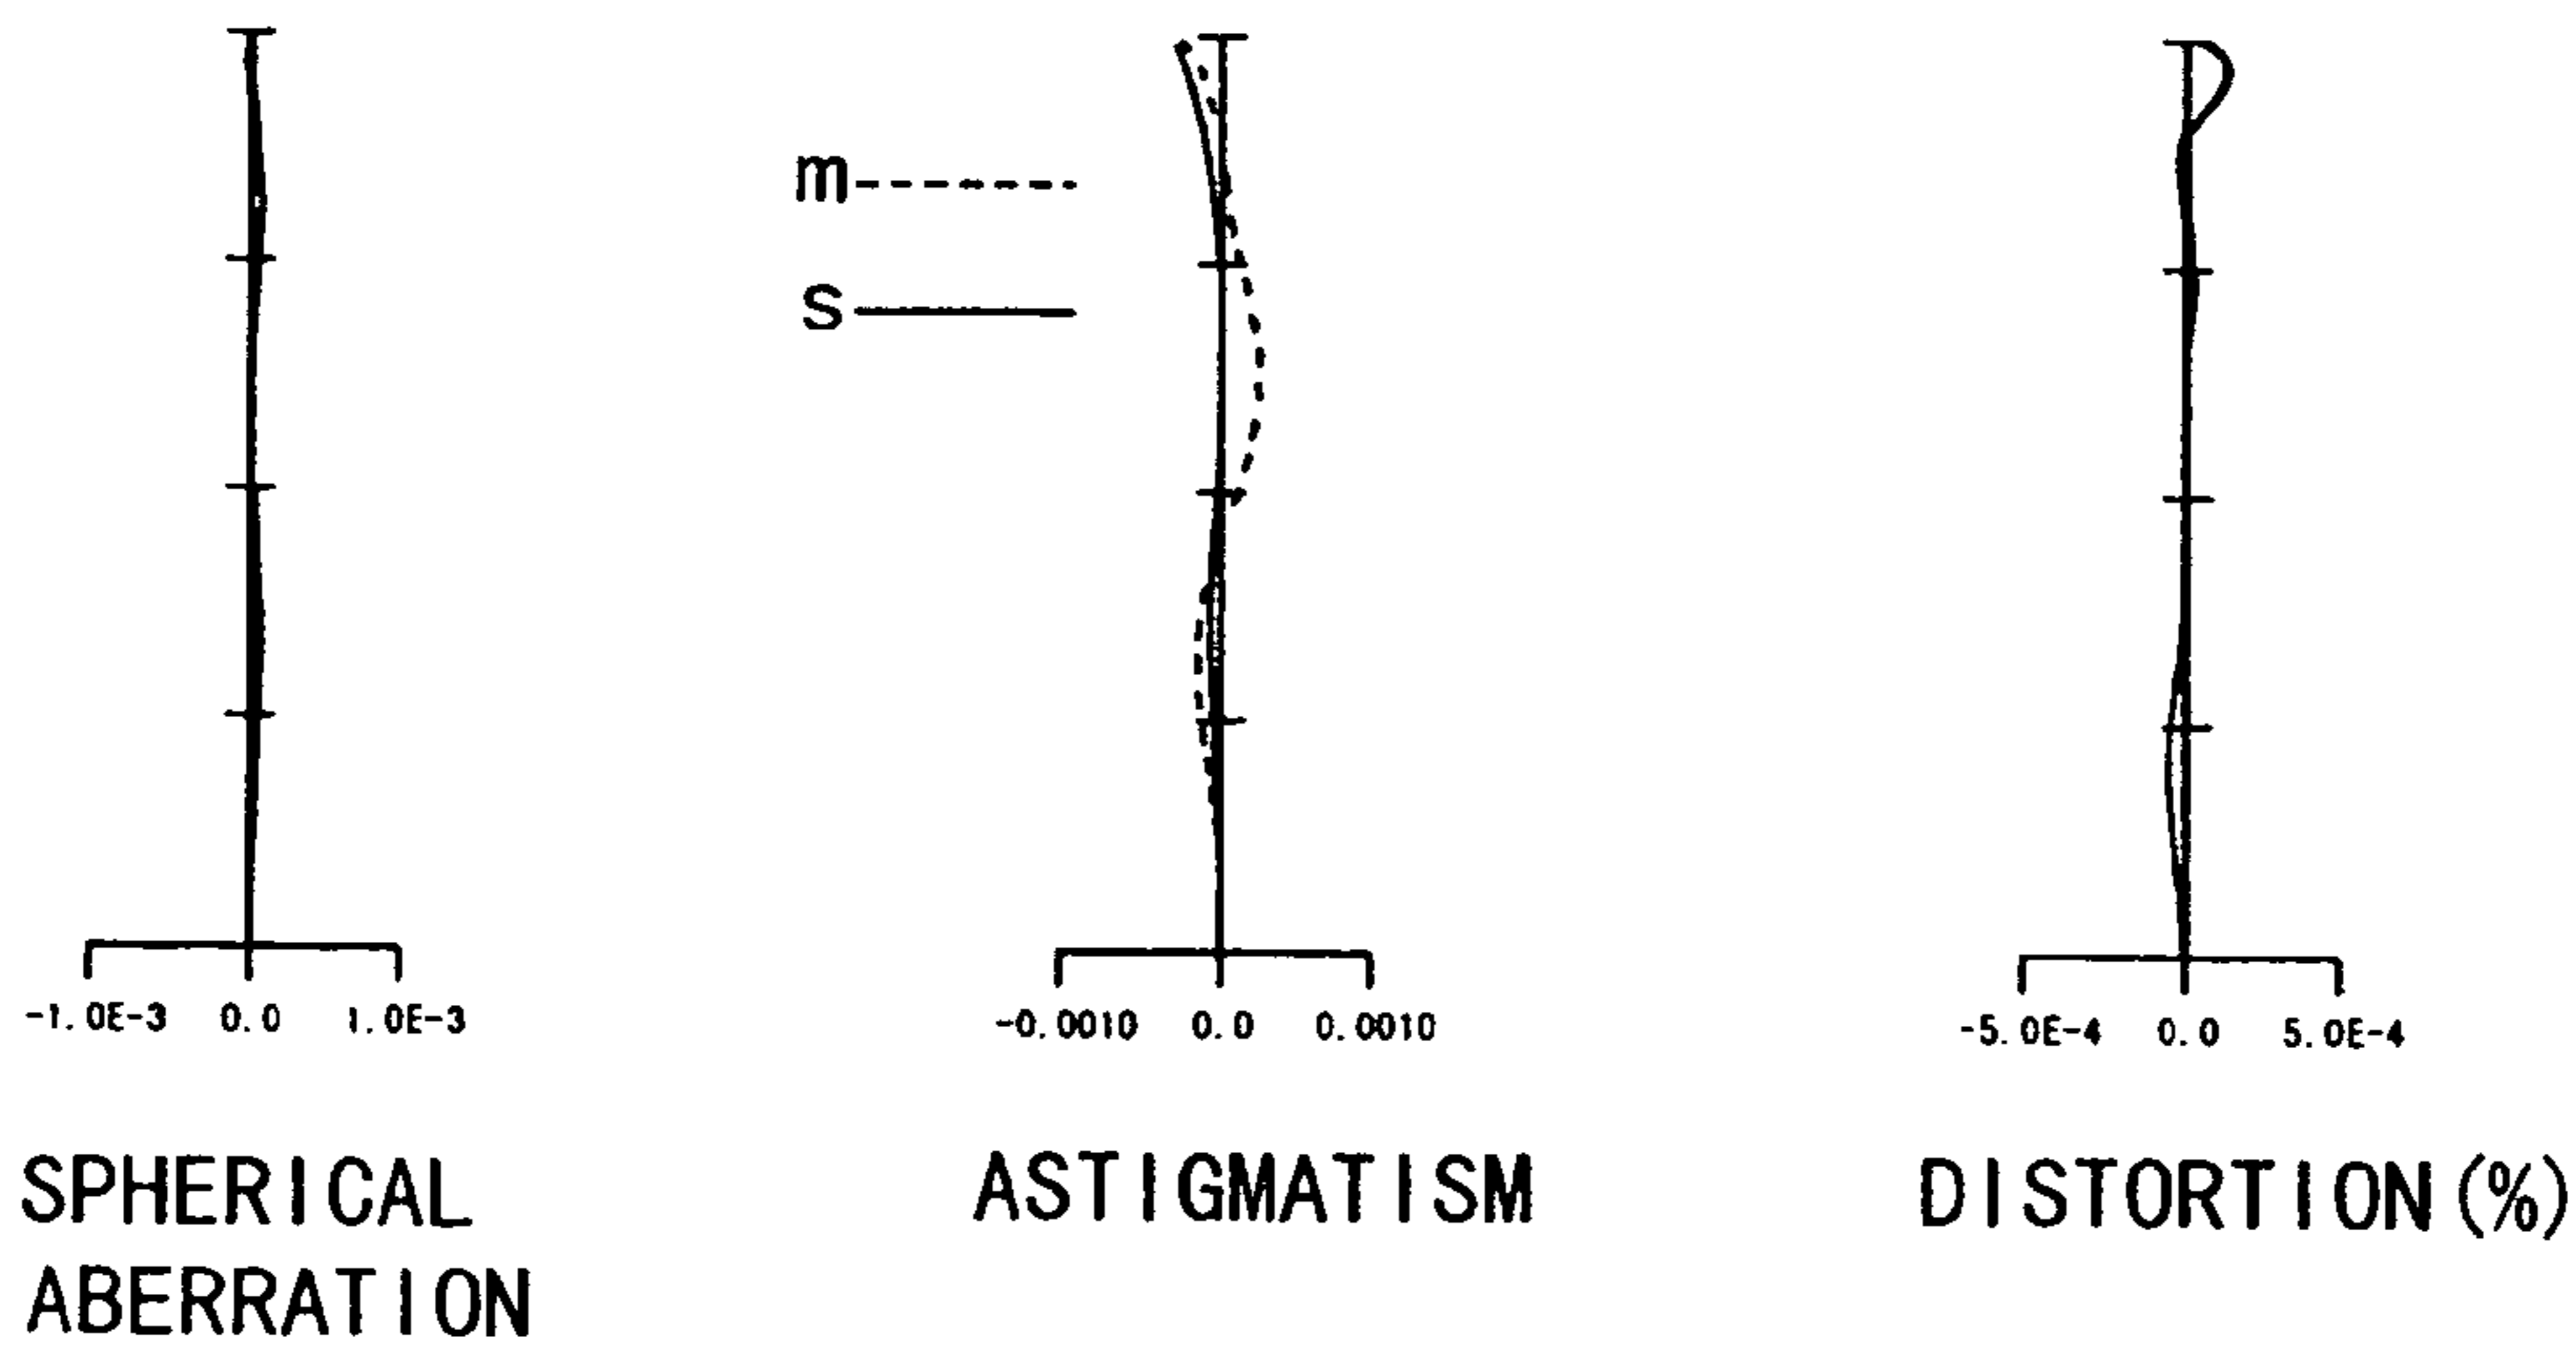 m
S
-1.0E-3 0.0 1.0E-3
-0.0010 0.0 0.0010
-5.0E-4 0.0 5.0E-4
SPHERICAL
ABERRATION
ASTIGMATISM
DISTORTION(%)